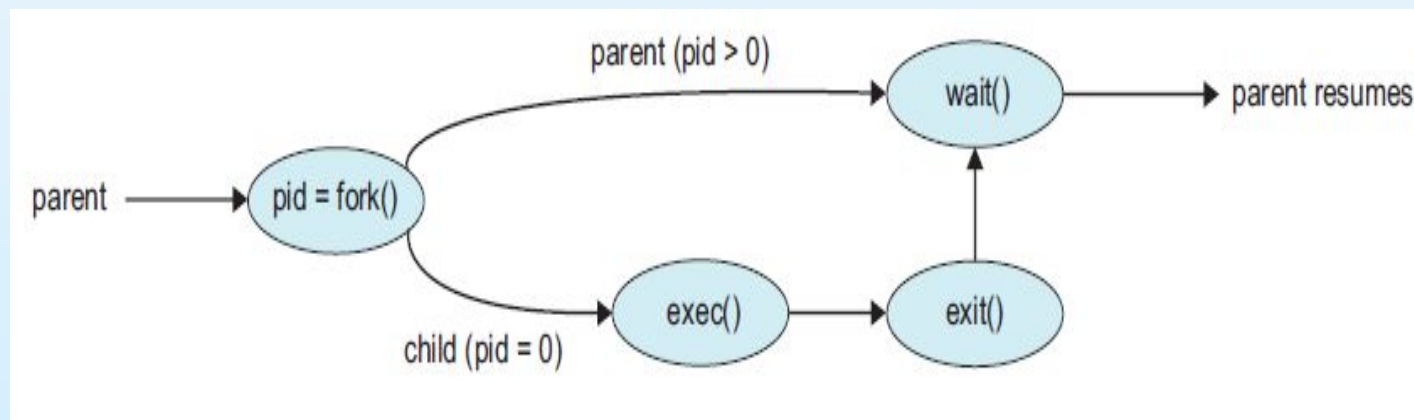 parent (pid > 0)
wait()
parent resumes
parent
pid = fork()
exec()
exit()
child (pid = 0)